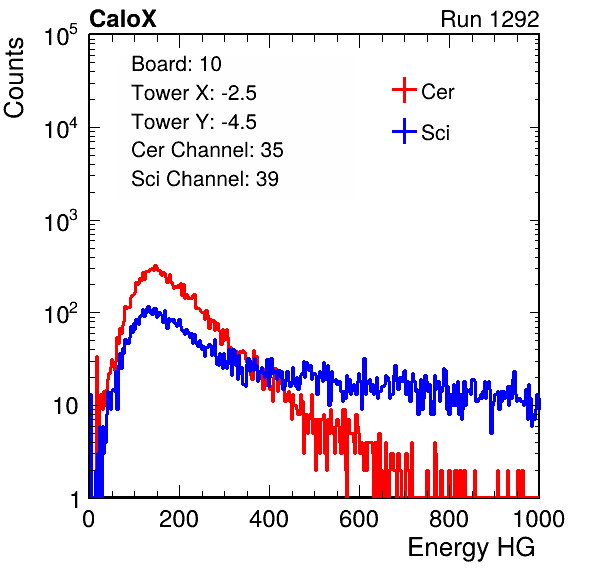 CaloX Run 1292
Counts
10^5
Board: 10
Tower X: -2.5
Tower Y: -4.5
Cer Channel: 35
Sci Channel: 39
Cer
Sci
10^4
10^3
10^2
10
1
0 200 400 600 800 1000
Energy HG